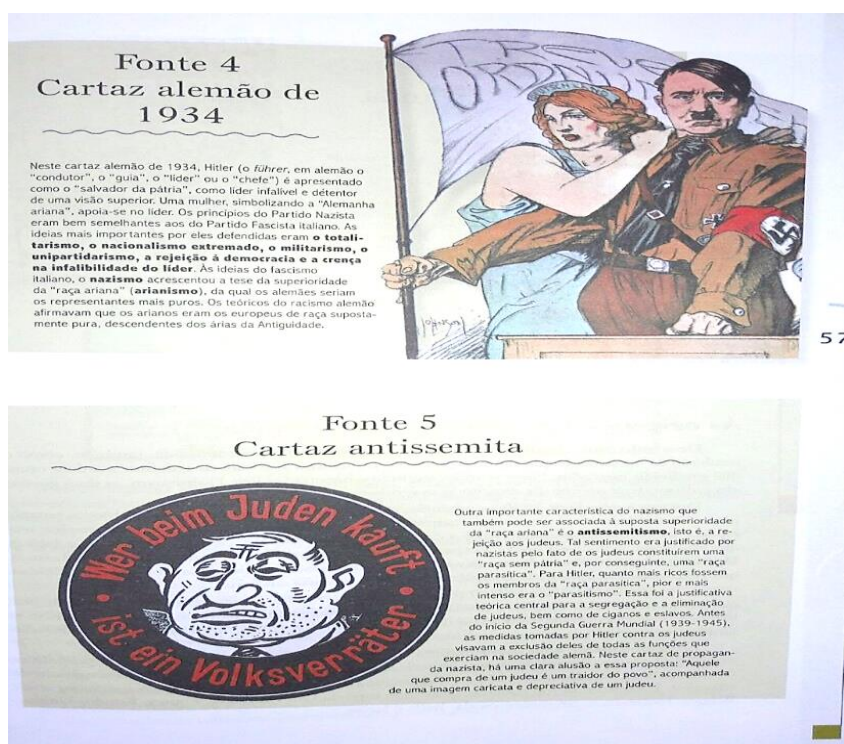 Fonte 4
Cartaz alemão de
1934
Neste cartaz alemão de 1934, Hitler (o führer, em alemão o
"condutor", o "guia", o "líder" ou o "chefe") é apresentado
como o "salvador da pátria", como líder infalível e detentor
de uma visão superior. Uma mulher, simbolizando a "Alemanha
ariana", apoia-se no líder. Os princípios do Partido Nazista
eram bem semelhantes aos do Partido Fascista italiano. As
ideias mais importantes por eles defendidas eram o totali-
tarismo, o nacionalismo extremado, o militarismo, o
unipartidarismo, a rejeição à democracia e a crença
na infalibilidade do líder. Às ideias do fascismo
italiano, o nazismo acrescentou a tese da superioridade
da "raça ariana" (arianismo), da qual os alemães seriam
os representantes mais puros. Os teóricos do racismo alemão
afirmavam que os arianos eram os europeus de raça suposta-
mente pura, descendentes dos árias da Antiguidade.
57
Fonte 5
Cartaz antissemita
Wer beim Juden kauft
ist ein Volksverräter
Outra importante característica do nazismo que
também pode ser associada à suposta superioridade
da "raça ariana" é o antissemitismo, isto é, a re-
jeição aos judeus. Tal sentimento era justificado por
nazistas pelo fato de os judeus constituírem uma
"raça sem pátria" e, por conseguinte, uma "raça
parasítica". Para Hitler, quanto mais ricos fossem
os membros da "raça parasítica", pior e mais
intenso era o "parasitismo". Essa foi a justificativa
teórica central para a segregação e a eliminação
de judeus, bem como de ciganos e eslavos. Antes
do início da Segunda Guerra Mundial (1939-1945),
as medidas tomadas por Hitler contra os judeus
visavam a exclusão deles de todas as funções que
exerciam na sociedade alemã. Neste cartaz de propagan-
da nazista, há uma clara alusão a essa proposta: "Aquele
que compra de um judeu é um traidor do povo", acompanhada
de uma imagem caricata e depreciativa de um judeu.